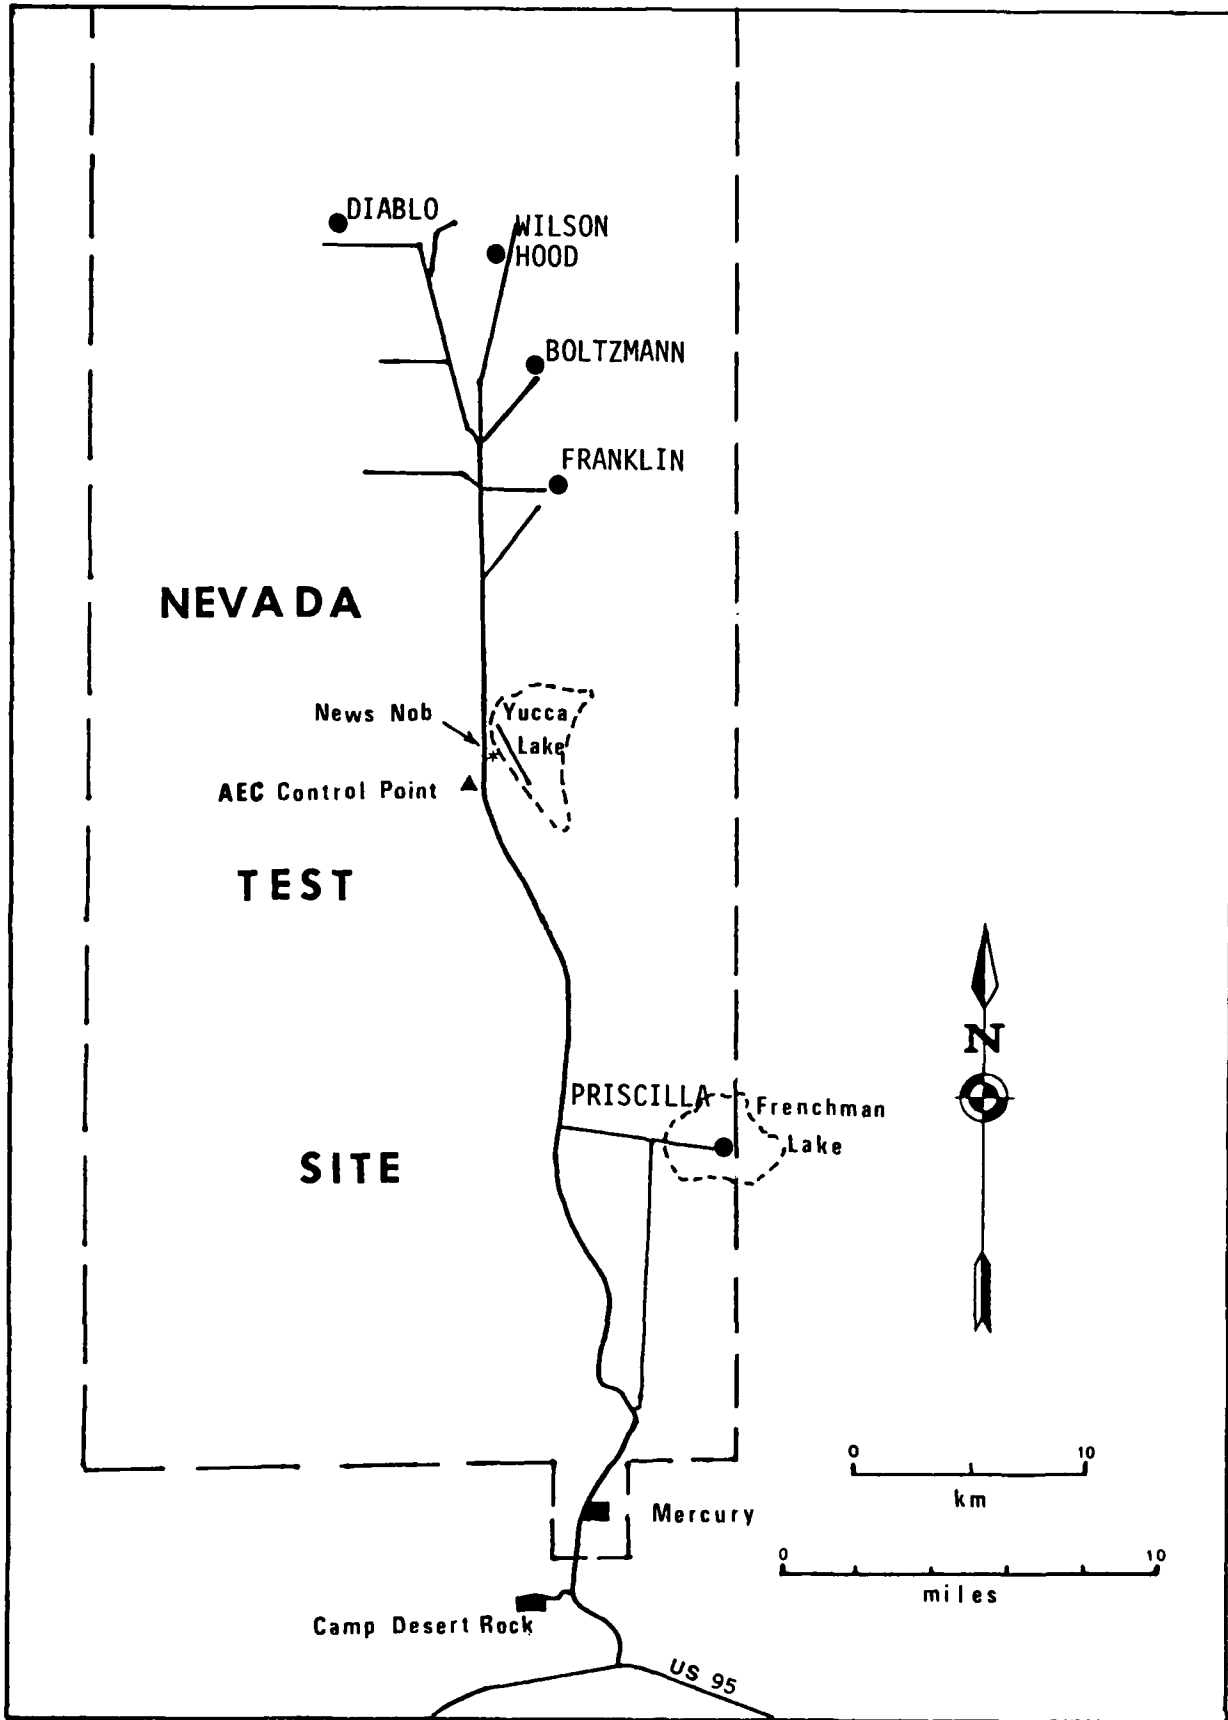 DIABLO
WILSON
HOOD
BOLTZMANN
FRANKLIN
NEVADA
News Nob
Yucca
Lake
AEC Control Point
TEST
N
PRISCILLA
Frenchman
Lake
SITE
0 10
km
Mercury
0 10
miles
Camp Desert Rock
US 95